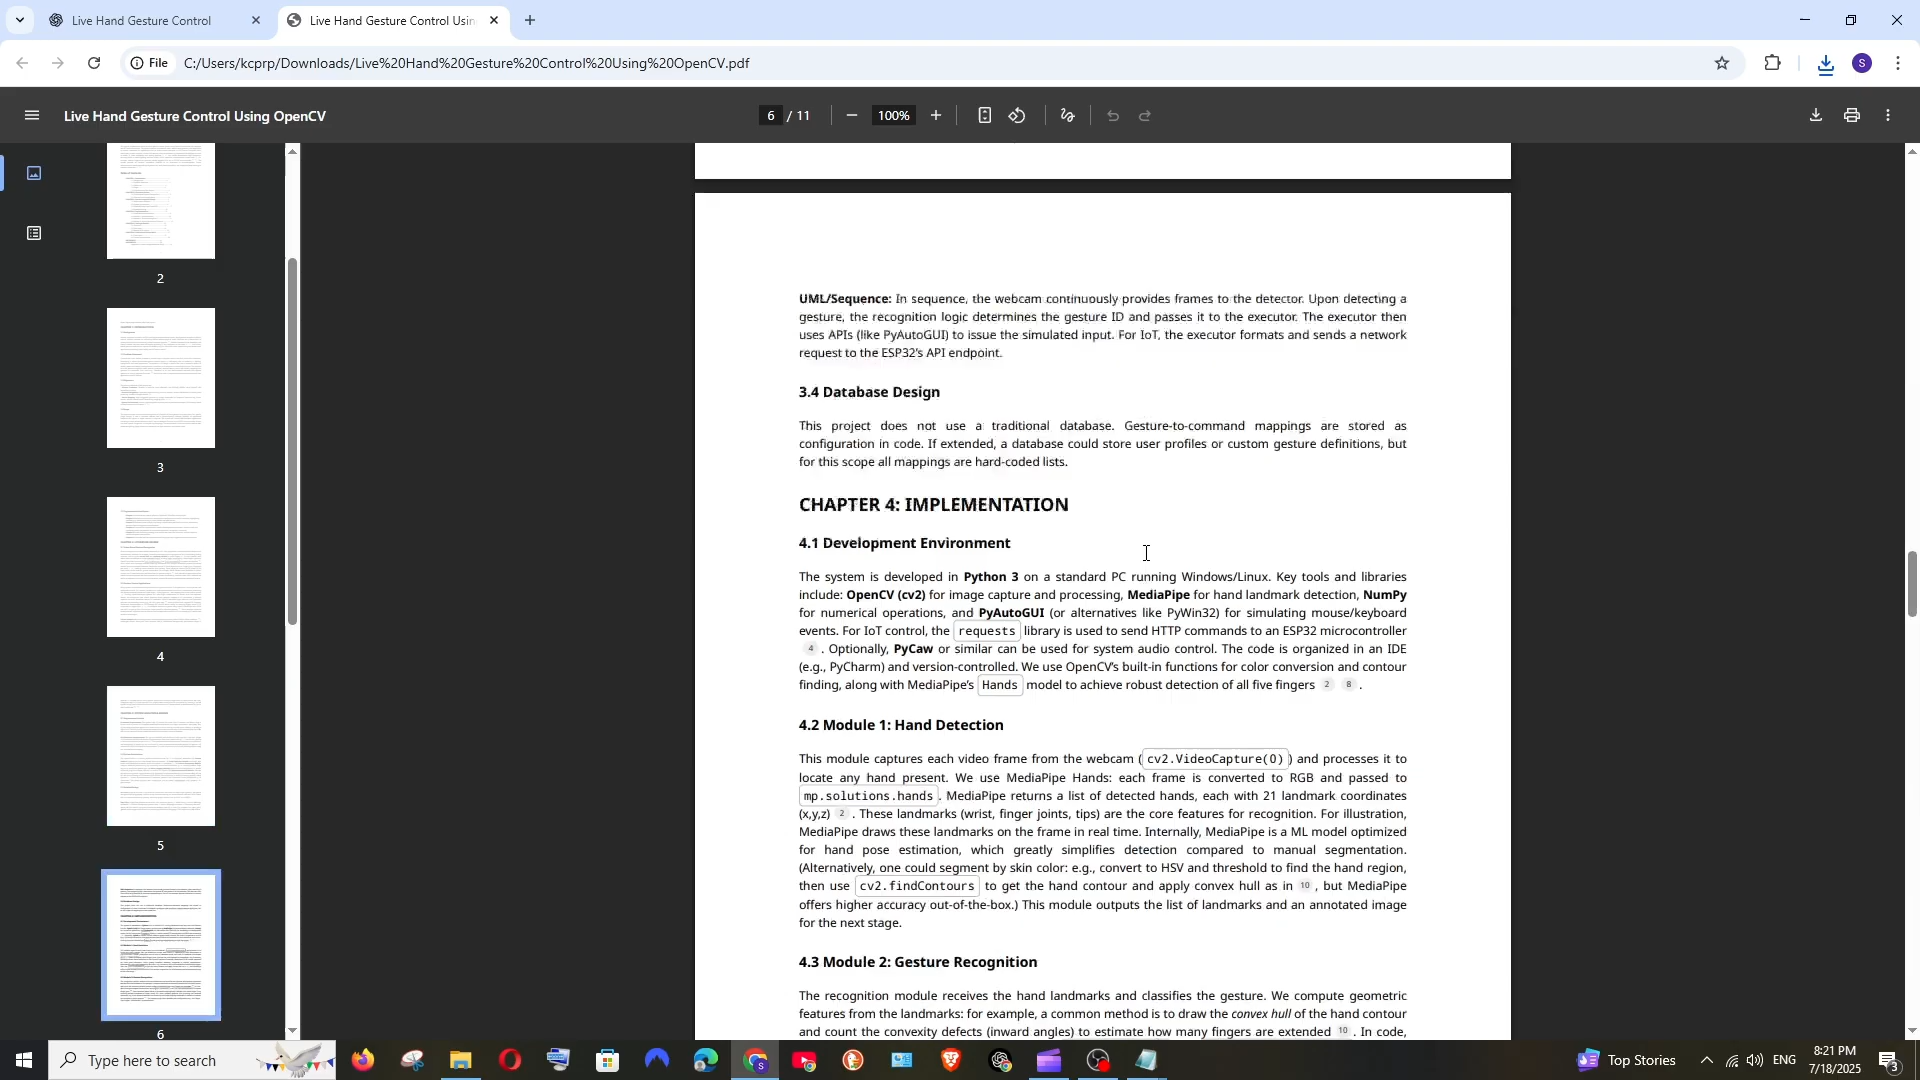 Live Hand Gesture Control
Live Hand Gesture Control Usin
File
C:/Users/kcprp/Downloads/Live%20Hand%20Gesture%20Control%20Using%20OpenCV.pdf
S
Live Hand Gesture Control Using OpenCV
6 / 11
100%
2
3
4
5
6
UML/Sequence: In sequence, the webcam continuously provides frames to the detector. Upon detecting a
gesture, the recognition logic determines the gesture ID and passes it to the executor. The executor then
uses APIs (like PyAutoGUI) to issue the simulated input. For IoT, the executor formats and sends a network
request to the ESP32's API endpoint.
3.4 Database Design
This project does not use a traditional database. Gesture-to-command mappings are stored as
configuration in code. If extended, a database could store user profiles or custom gesture definitions, but
for this scope all mappings are hard-coded lists.
CHAPTER 4: IMPLEMENTATION
4.1 Development Environment
The system is developed in Python 3 on a standard PC running Windows/Linux. Key tools and libraries
include: OpenCV (cv2) for image capture and processing, MediaPipe for hand landmark detection, NumPy
for numerical operations, and PyAutoGUI (or alternatives like PyWin32) for simulating mouse/keyboard
events. For IoT control, the requests library is used to send HTTP commands to an ESP32 microcontroller
4 . Optionally, PyCaw or similar can be used for system audio control. The code is organized in an IDE
(e.g., PyCharm) and version-controlled. We use OpenCV's built-in functions for color conversion and contour
finding, along with MediaPipe's Hands model to achieve robust detection of all five fingers 2 8 .
4.2 Module 1: Hand Detection
This module captures each video frame from the webcam ( cv2.VideoCapture(0) ) and processes it to
locate any hand present. We use MediaPipe Hands: each frame is converted to RGB and passed to
mp.solutions.hands . MediaPipe returns a list of detected hands, each with 21 landmark coordinates
(x,y,z) 2 . These landmarks (wrist, finger joints, tips) are the core features for recognition. For illustration,
MediaPipe draws these landmarks on the frame in real time. Internally, MediaPipe is a ML model optimized
for hand pose estimation, which greatly simplifies detection compared to manual segmentation.
(Alternatively, one could segment by skin color: e.g., convert to HSV and threshold to find the hand region,
then use cv2.findContours to get the hand contour and apply convex hull as in 10 , but MediaPipe
offers higher accuracy out-of-the-box.) This module outputs the list of landmarks and an annotated image
for the next stage.
4.3 Module 2: Gesture Recognition
The recognition module receives the hand landmarks and classifies the gesture. We compute geometric
features from the landmarks: for example, a common method is to draw the convex hull of the hand contour
and count the convexity defects (inward angles) to estimate how many fingers are extended 10 . In code,
Type here to search
Top Stories
ENG
8:21 PM
7/18/2025
3